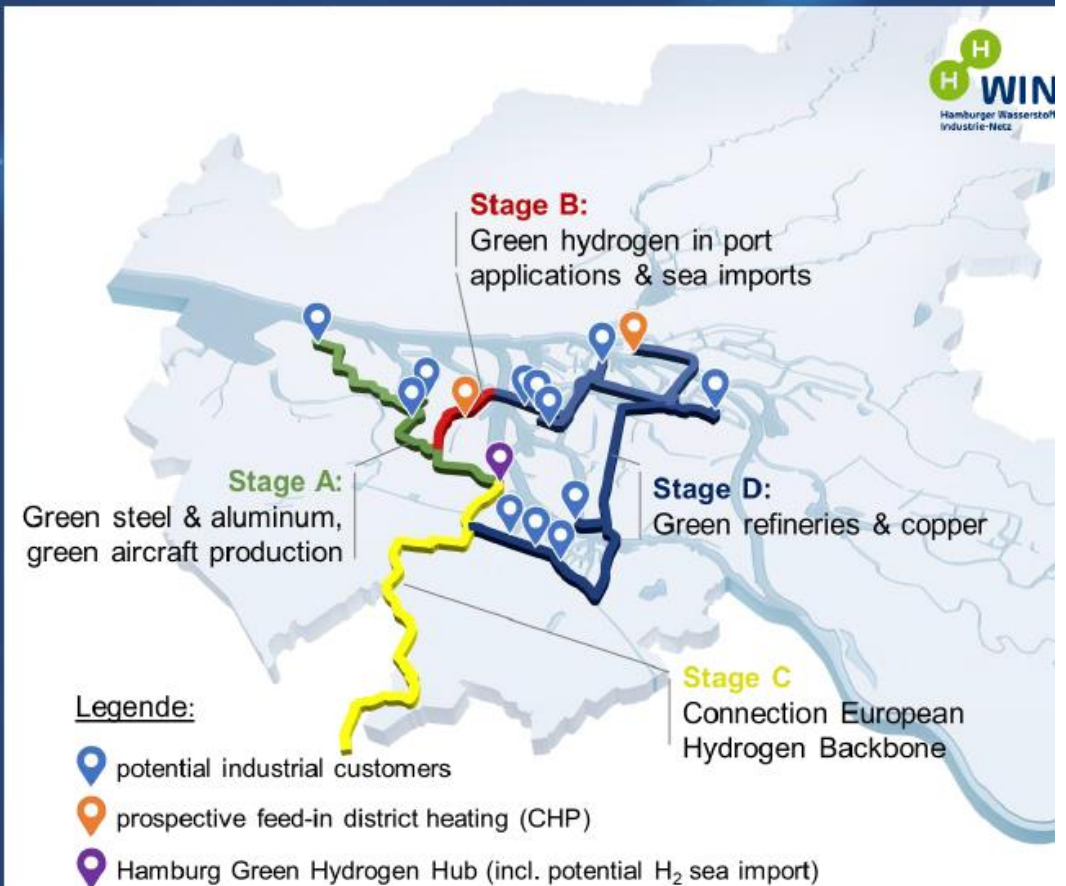 H
H
WIN
Hamburger Wasserstoff
Industrie-Netz
Stage B:
Green hydrogen in port
applications & sea imports
Stage A:
Green steel & aluminum,
green aircraft production
Stage D:
Green refineries & copper
Stage C
Connection European
Hydrogen Backbone
Legende:
potential industrial customers
prospective feed-in district heating (CHP)
Hamburg Green Hydrogen Hub (incl. potential H₂ sea import)